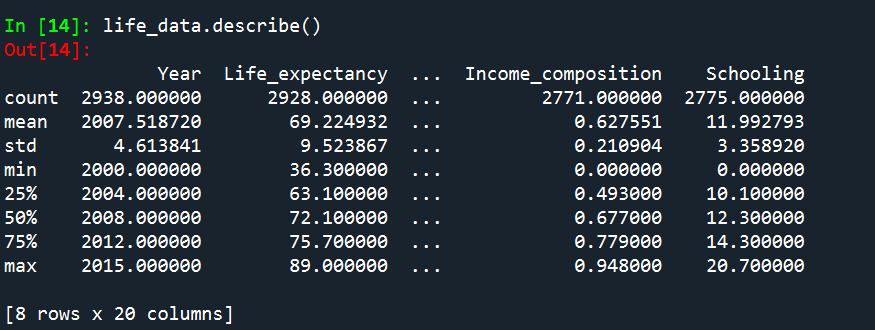 In [14]: life_data.describe()
Out[14]:
              Year  Life_expectancy  ...  Income_composition    Schooling
count  2938.000000      2928.000000  ...         2771.000000  2775.000000
mean   2007.518720        69.224932  ...            0.627551    11.992793
std       4.613841         9.523867  ...            0.210904     3.358920
min    2000.000000        36.300000  ...            0.000000     0.000000
25%    2004.000000        63.100000  ...            0.493000    10.100000
50%    2008.000000        72.100000  ...            0.677000    12.300000
75%    2012.000000        75.700000  ...            0.779000    14.300000
max    2015.000000        89.000000  ...            0.948000    20.700000
[8 rows x 20 columns]